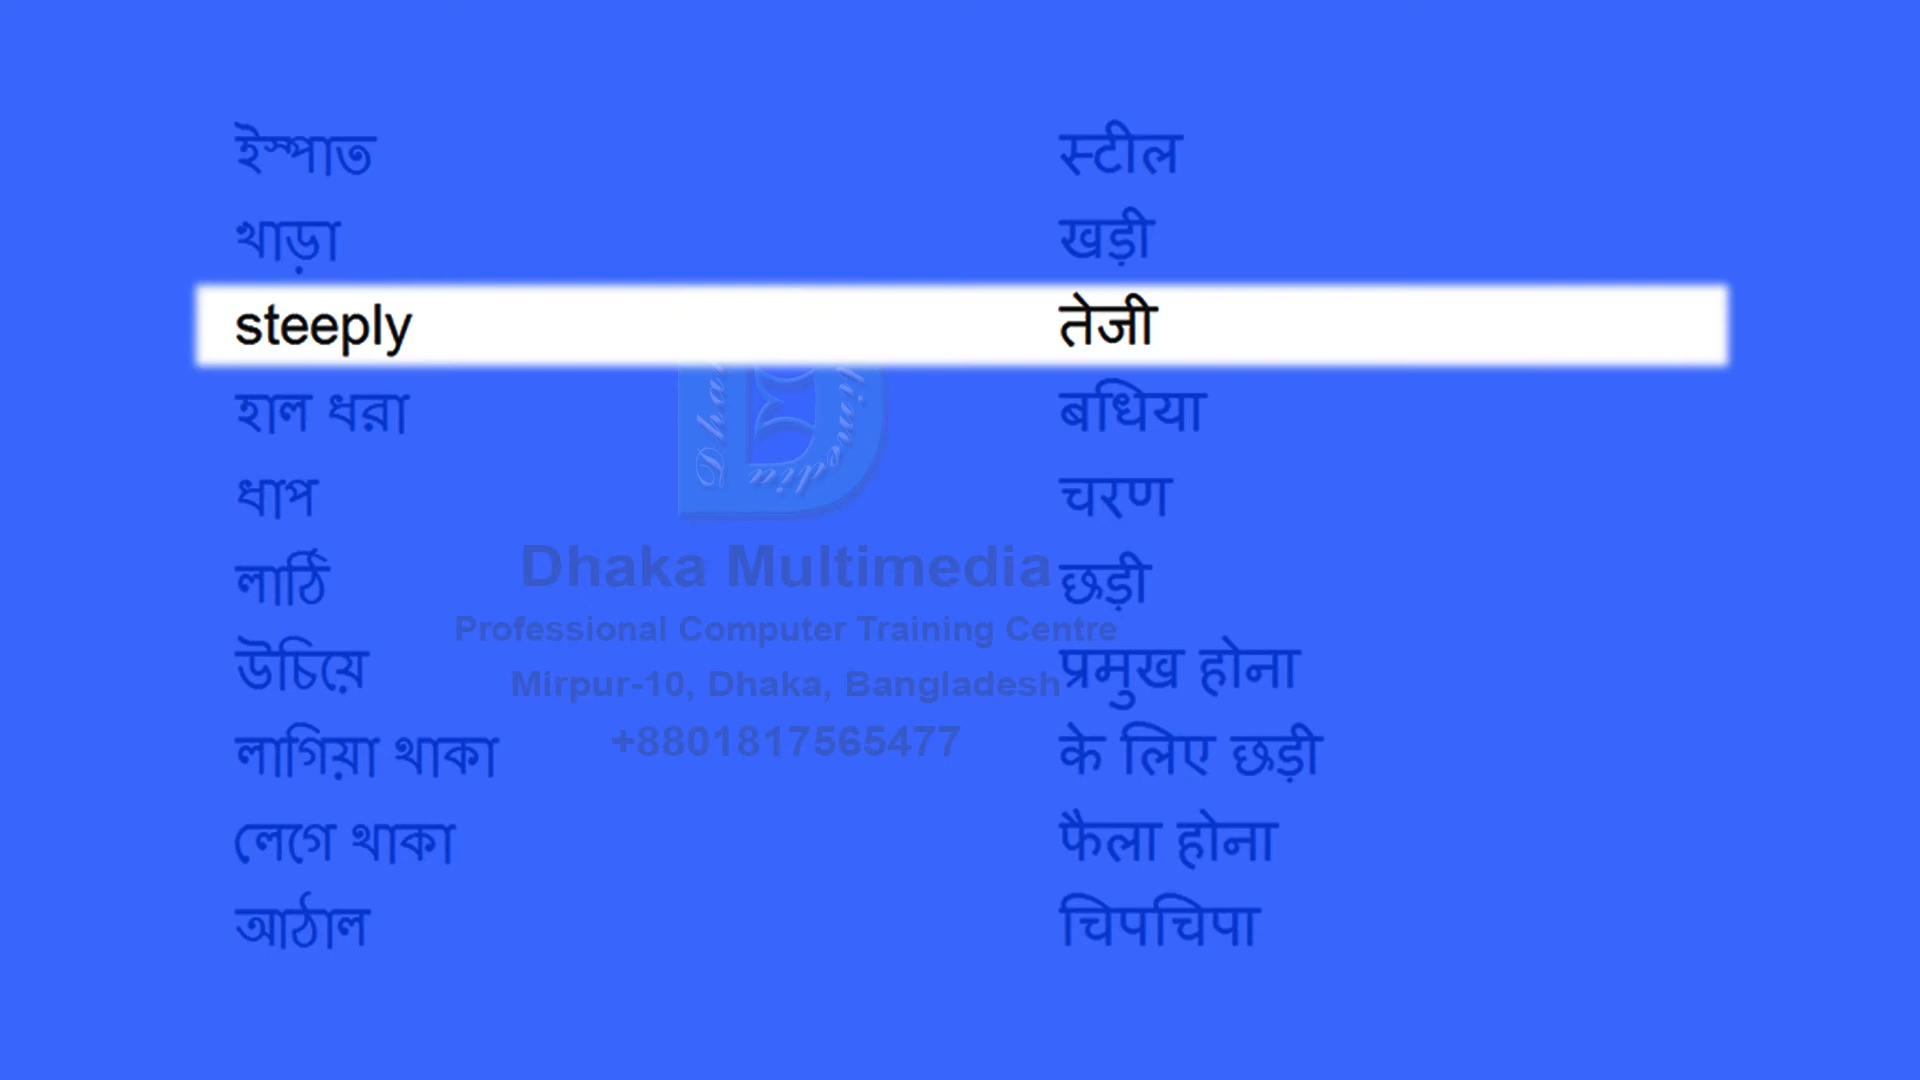 ইস্পাত स्टील
খাড়া खड़ी
steeply तेजी
হাল ধরা बधिया
ধাপ चरण
লাঠি छड़ी
উচিয়ে प्रमुख होना
লাগিয়া থাকা के लिए छड़ी
লেগে থাকা फैला होना
আঠাল चिपचिपा
Dhaka Multimedia
Professional Computer Training Centre
Mirpur-10, Dhaka, Bangladesh
+8801817565477